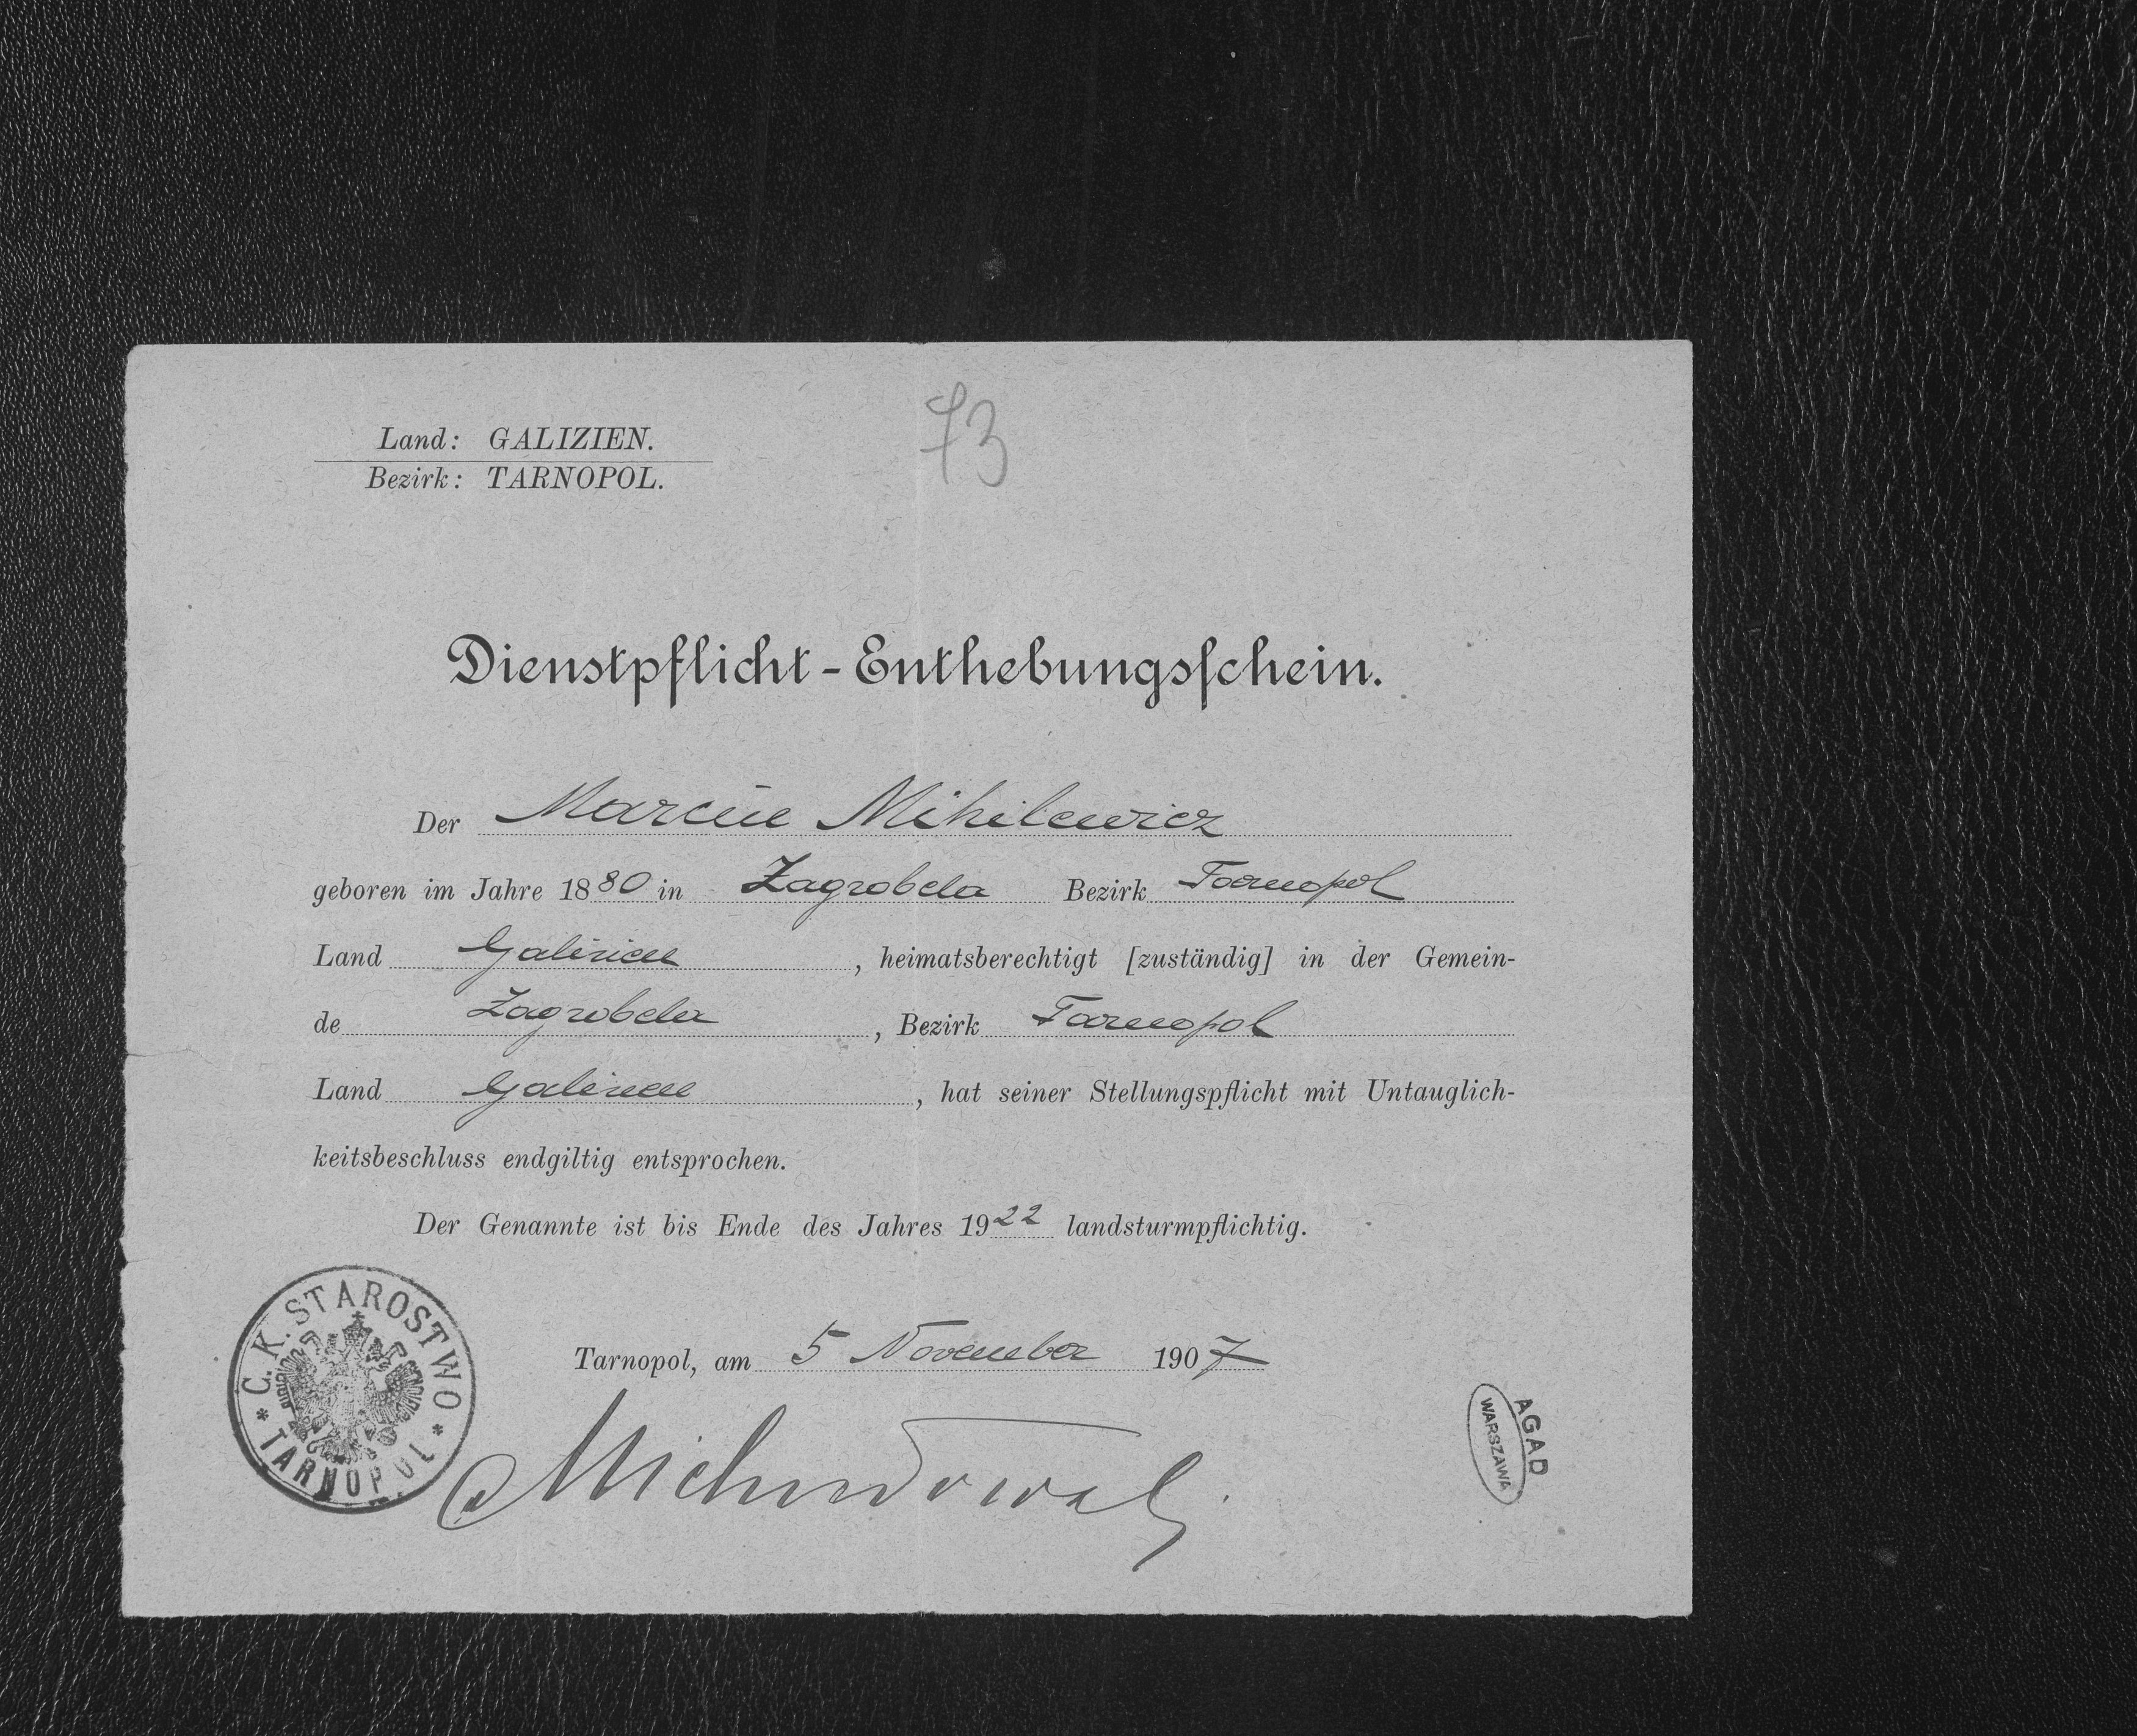 73
Land: GALIZIEN.
Bezirk: TARNOPOL.
Dienstpflicht-Enthebungsschein.
Der Marcin Mihilewicz
geboren im Jahre 1880 in Zagrobela Bezirk Tarnopol
Land Galizien, heimatsberechtigt [zuständig] in der Gemein-
de Zagrobela, Bezirk Tarnopol
Land Galizien, hat seiner Stellungspflicht mit Untauglich-
keitsbeschluss endgiltig entsprochen.
Der Genannte ist bis Ende des Jahres 1922 landsturmpflichtig.
Tarnopol, am 5 November 1907
C. K. STAROSTWO
* TARNOPOL *
AGAD
WARSZAWA